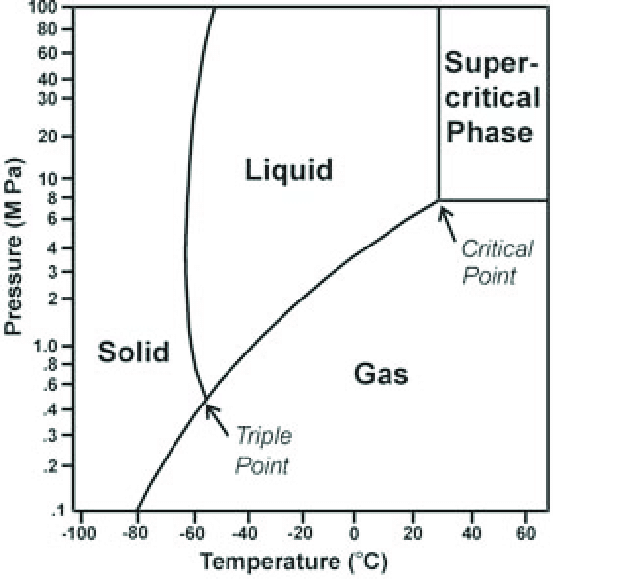 100
80
60
40
30
20
10
8
6
4
3
2
1.0
.8
.6
.4
.3
.2
.1
Pressure (M Pa)
Super-
critical
Phase
Liquid
Critical
Point
Solid
Gas
Triple
Point
-100 -80 -60 -40 -20 0 20 40 60
Temperature (°C)